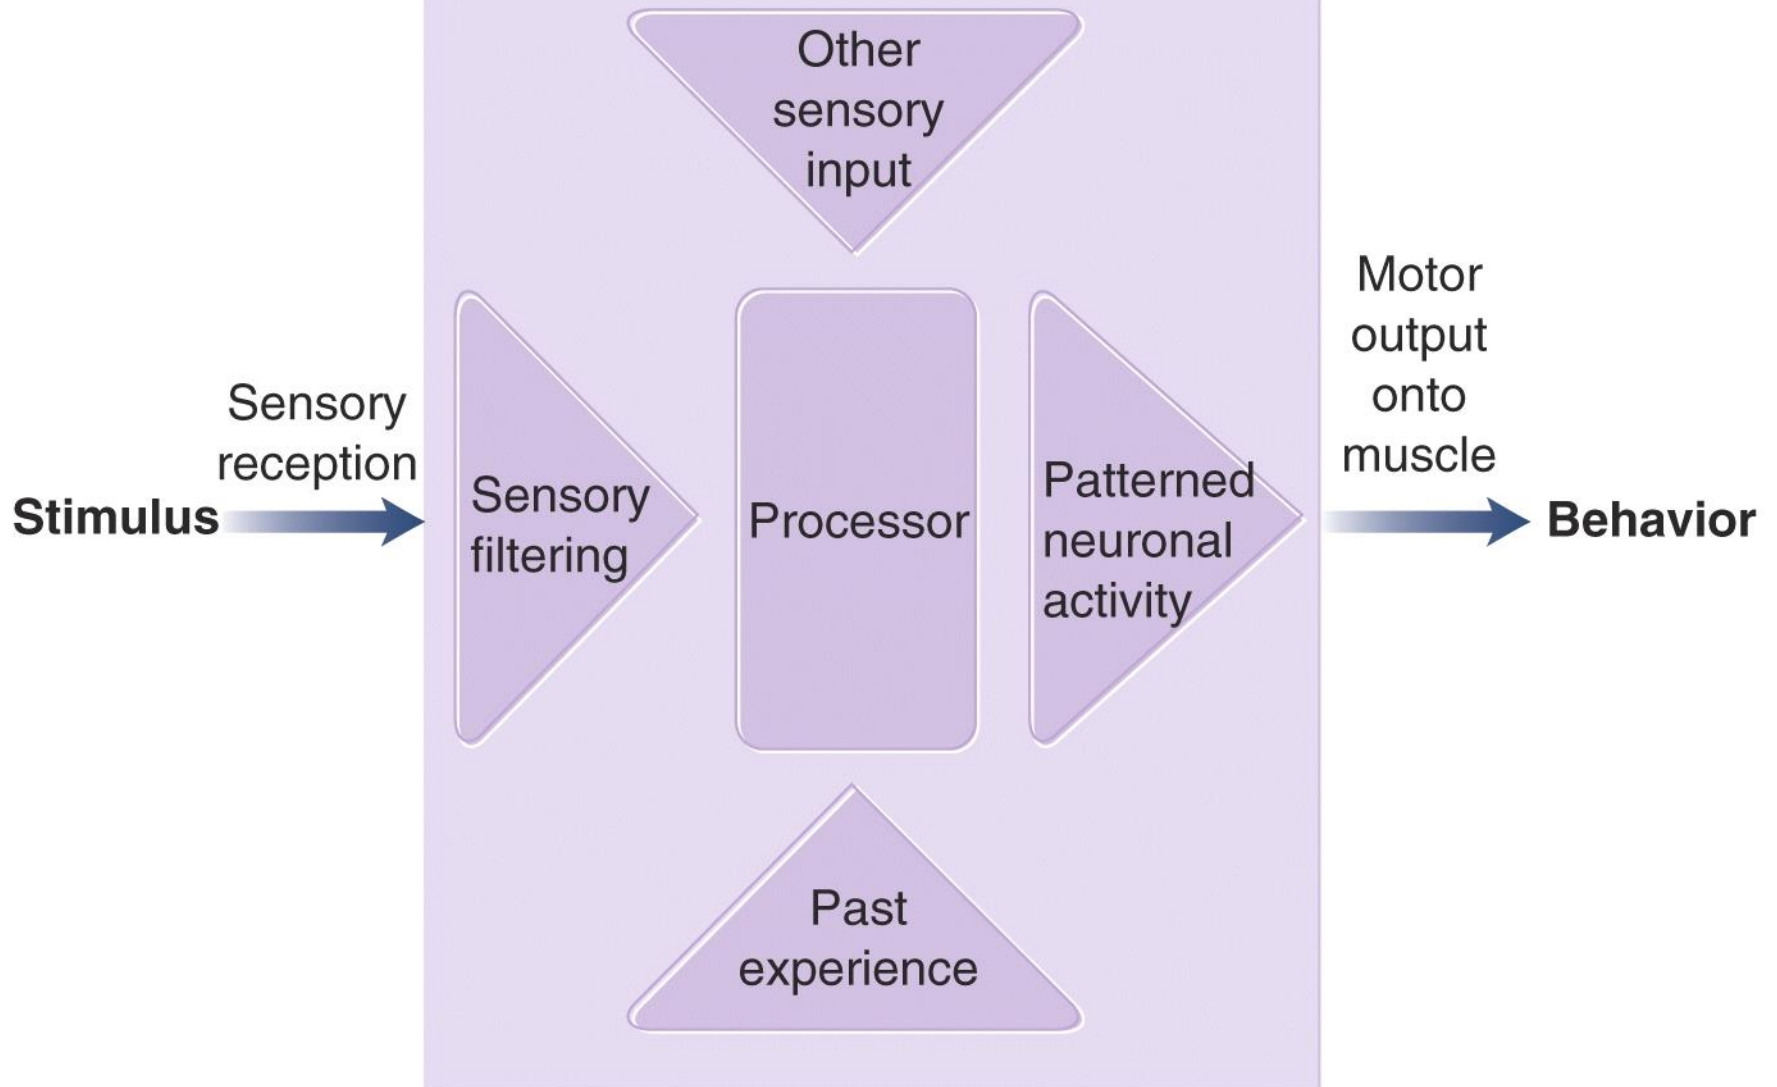 Other
sensory
input
Stimulus
Sensory
reception
Sensory
filtering
Processor
Patterned
neuronal
activity
Motor
output
onto
muscle
Behavior
Past
experience